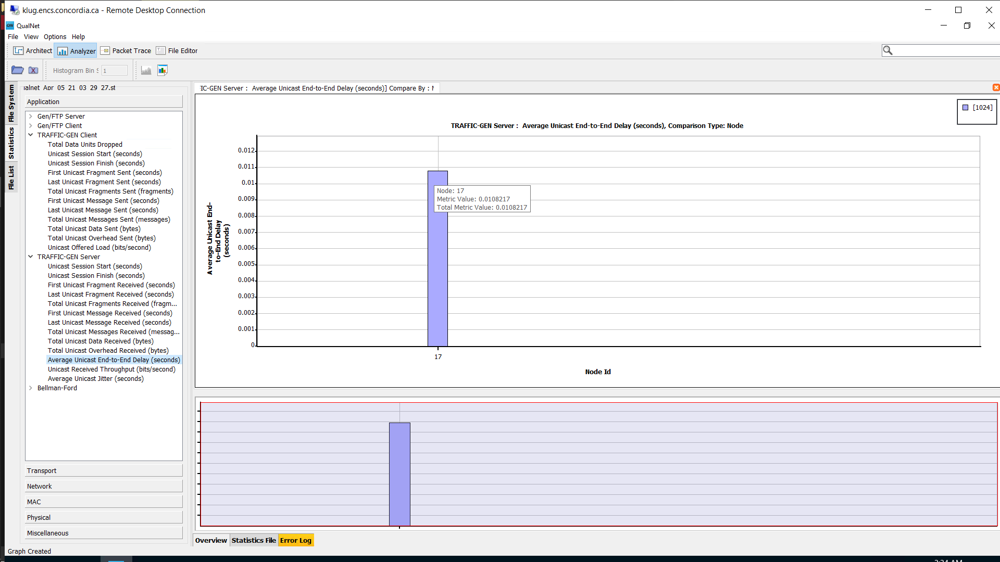 klug.encs.concordia.ca - Remote Desktop Connection
QN QualNet
File View Options Help
Architect Analyzer Packet Trace File Editor
Histogram Bin S 1
File System
Statistics
File List
alnet Apr 05 21 03 29 27.st
Application
Gen/FTP Server
Gen/FTP Client
TRAFFIC-GEN Client
Total Data Units Dropped
Unicast Session Start (seconds)
Unicast Session Finish (seconds)
First Unicast Fragment Sent (seconds)
Last Unicast Fragment Sent (seconds)
Total Unicast Fragments Sent (fragments)
First Unicast Message Sent (seconds)
Last Unicast Message Sent (seconds)
Total Unicast Messages Sent (messages)
Total Unicast Data Sent (bytes)
Total Unicast Overhead Sent (bytes)
Unicast Offered Load (bits/second)
TRAFFIC-GEN Server
Unicast Session Start (seconds)
Unicast Session Finish (seconds)
First Unicast Fragment Received (seconds)
Last Unicast Fragment Received (seconds)
Total Unicast Fragments Received (fragm...
First Unicast Message Received (seconds)
Last Unicast Message Received (seconds)
Total Unicast Messages Received (messag...
Total Unicast Data Received (bytes)
Total Unicast Overhead Received (bytes)
Average Unicast End-to-End Delay (seconds)
Unicast Received Throughput (bits/second)
Average Unicast Jitter (seconds)
Bellman-Ford
Transport
Network
MAC
Physical
Miscellaneous
IC-GEN Server : Average Unicast End-to-End Delay (seconds)] Compare By :
[1024]
TRAFFIC-GEN Server : Average Unicast End-to-End Delay (seconds), Comparison Type: Node
Average Unicast End-
to-End Delay
(seconds)
0.012
0.011
0.01
0.009
0.008
0.007
0.006
0.005
0.004
0.003
0.002
0.001
0
Node: 17
Metric Value: 0.0108217
Total Metric Value: 0.0108217
17
Node Id
Overview Statistics File Error Log
Graph Created